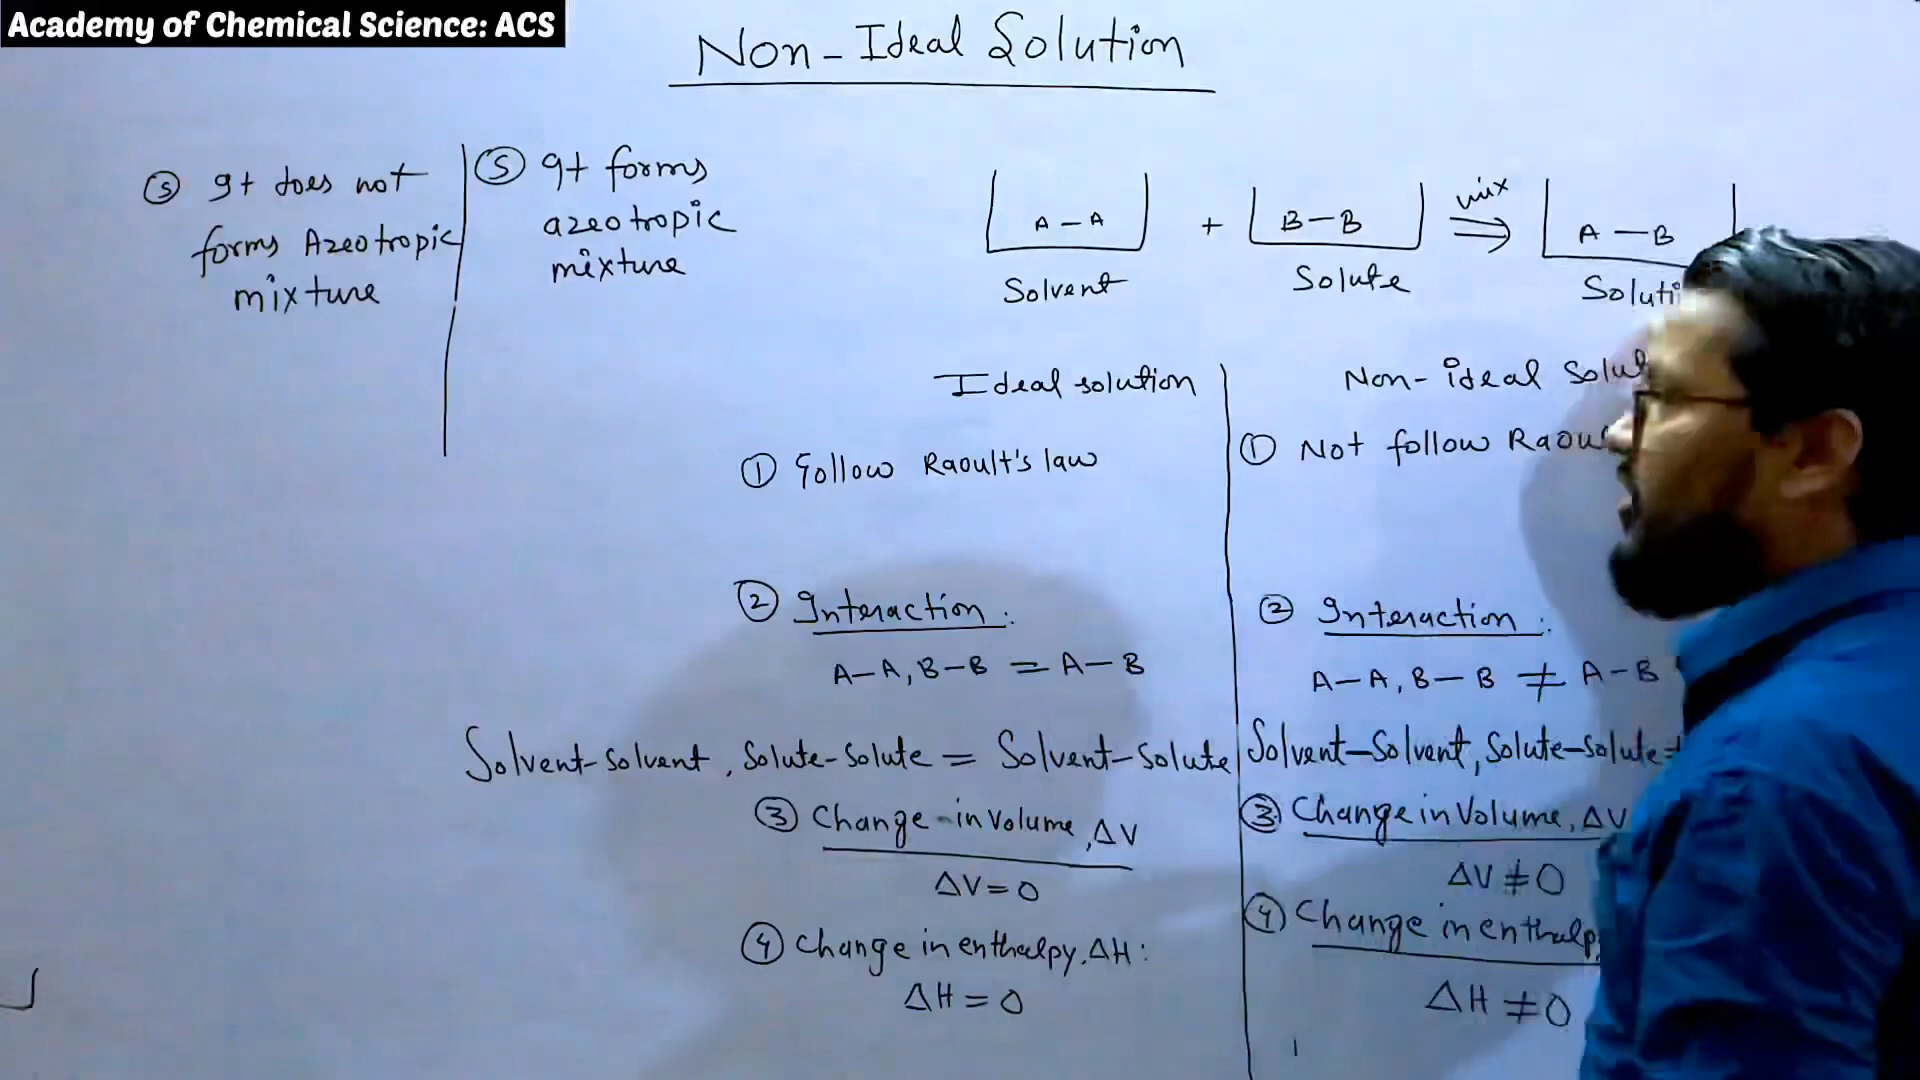 Academy of Chemical Science: ACS
Non-Ideal Solution
⑤ It does not
forms Azeotropic
mixture
⑤ It forms
azeotropic
mixture
A-A + B-B mix ⇒ A-B
Solvent Solute
Ideal solution
① Follow Raoult's law
② Interaction:
A-A, B-B = A-B
Solvent-solvent, Solute-Solute = Solvent-Solute
③ Change in Volume, ΔV
ΔV=0
④ Change in enthalpy, ΔH:
ΔH=0
Non-ideal
① Not follow
② Interaction:
A-A, B-B ≠ A-B
Solvent-Solvent, Solute-solute
③ Change in Volume, ΔV
ΔV≠0
④ Change in
ΔH≠0